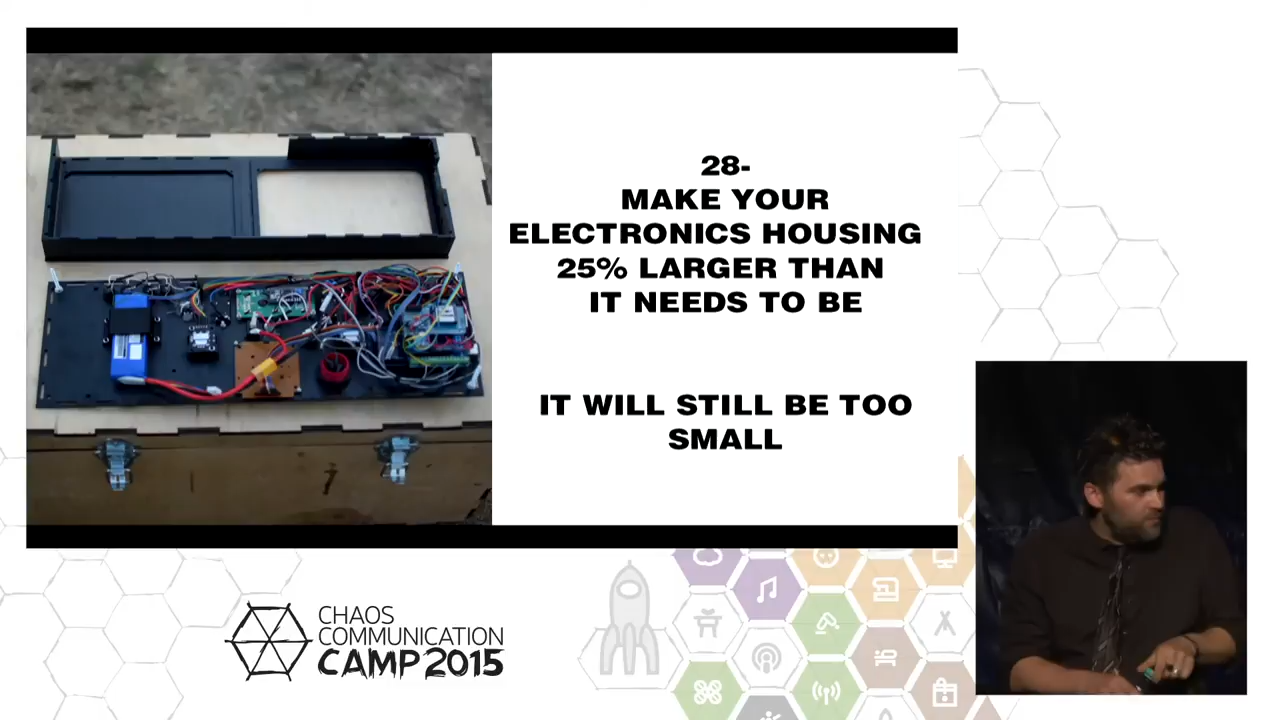 28-
MAKE YOUR
ELECTRONICS HOUSING
25% LARGER THAN
IT NEEDS TO BE
IT WILL STILL BE TOO
SMALL
CHAOS
COMMUNICATION
CAMP 2015